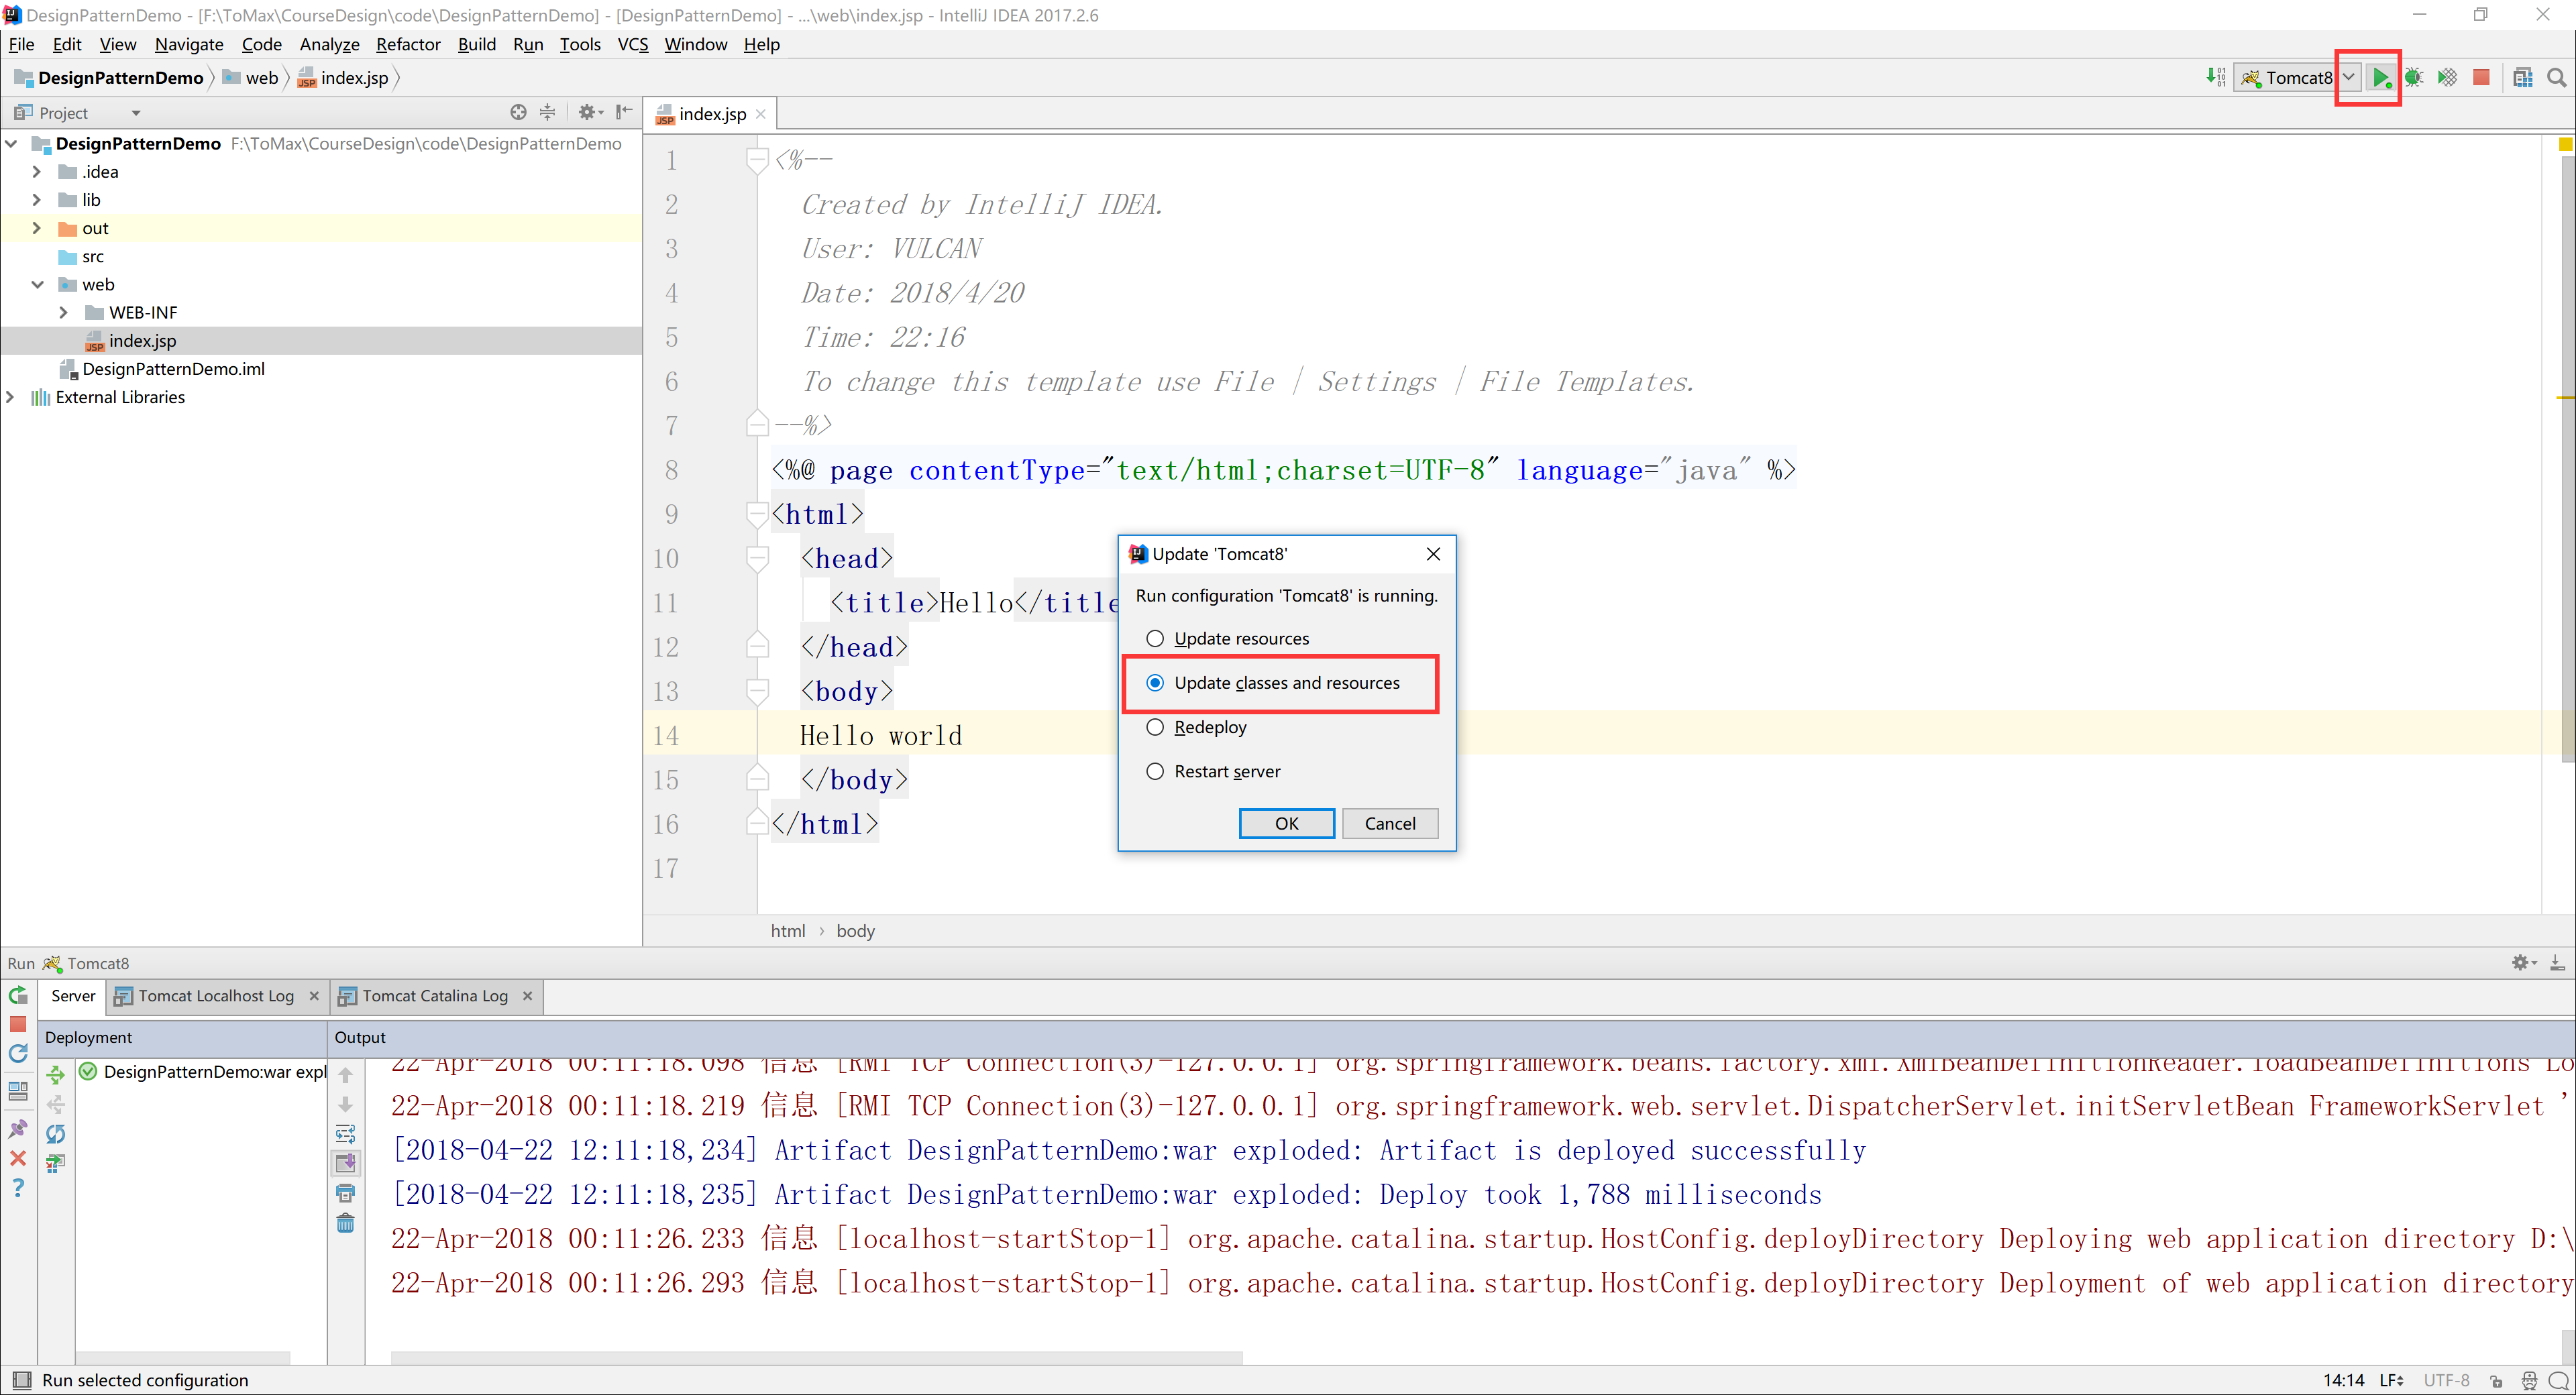 DesignPatternDemo - [F:\ToMax\CourseDesign\code\DesignPatternDemo] - [DesignPatternDemo] - ...\web\index.jsp - IntelliJ IDEA 2017.2.6
File Edit View Navigate Code Analyze Refactor Build Run Tools VCS Window Help
DesignPatternDemo web index.jsp
Tomcat8
Project
index.jsp
DesignPatternDemo F:\ToMax\CourseDesign\code\DesignPatternDemo
.idea
lib
out
src
web
WEB-INF
index.jsp
DesignPatternDemo.iml
External Libraries
1 <%--
2 Created by IntelliJ IDEA.
3 User: VULCAN
4 Date: 2018/4/20
5 Time: 22:16
6 To change this template use File | Settings | File Templates.
7 --%>
8 <%@ page contentType="text/html;charset=UTF-8" language="java" %>
9 <html>
10 <head>
11 <title>Hello</title
12 </head>
13 <body>
14 Hello world
15 </body>
16 </html>
17
Update 'Tomcat8'
Run configuration 'Tomcat8' is running.
Update resources
Update classes and resources
Redeploy
Restart server
OK Cancel
html › body
Run Tomcat8
Server Tomcat Localhost Log Tomcat Catalina Log
Deployment Output
DesignPatternDemo:war expl
22-Apr-2018 00:11:18.098 信息 [RMI TCP Connection(3)-127.0.0.1] org.springframework.beans.factory.xml.XmlBeanDefinitionReader.loadBeanDefinitions Lo
22-Apr-2018 00:11:18.219 信息 [RMI TCP Connection(3)-127.0.0.1] org.springframework.web.servlet.DispatcherServlet.initServletBean FrameworkServlet '
[2018-04-22 12:11:18,234] Artifact DesignPatternDemo:war exploded: Artifact is deployed successfully
[2018-04-22 12:11:18,235] Artifact DesignPatternDemo:war exploded: Deploy took 1,788 milliseconds
22-Apr-2018 00:11:26.233 信息 [localhost-startStop-1] org.apache.catalina.startup.HostConfig.deployDirectory Deploying web application directory D:\
22-Apr-2018 00:11:26.293 信息 [localhost-startStop-1] org.apache.catalina.startup.HostConfig.deployDirectory Deployment of web application directory
Run selected configuration
14:14 LF UTF-8